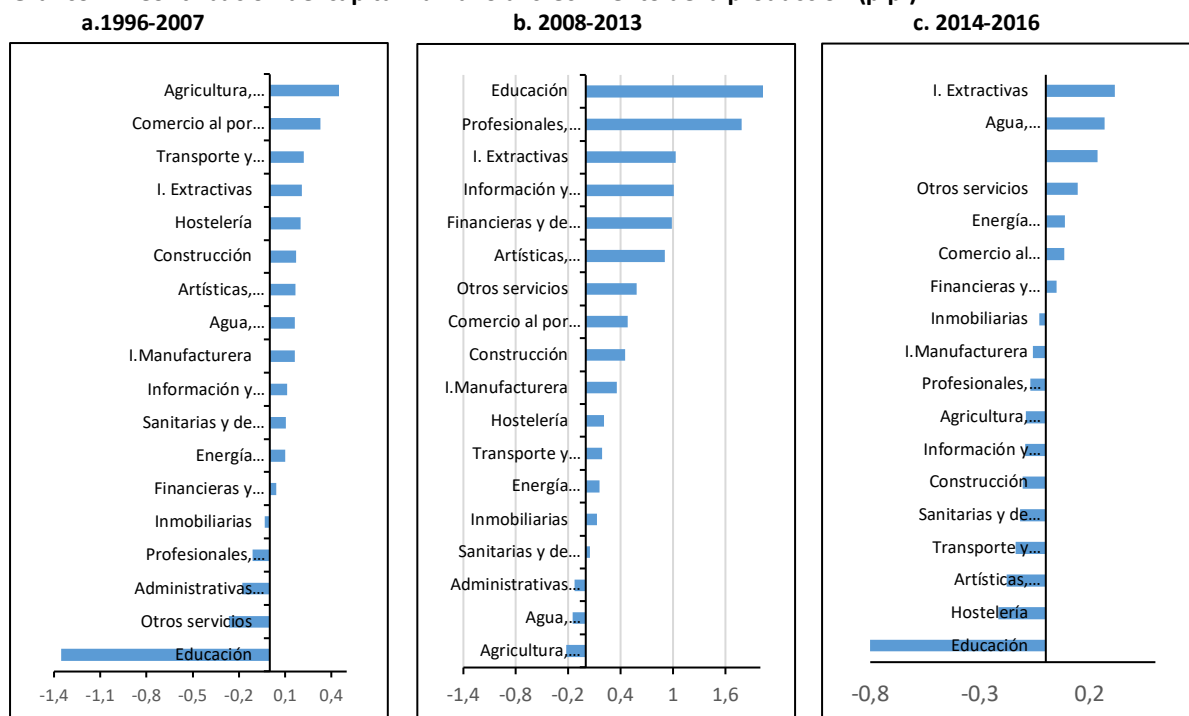 a.1996-2007
Agricultura,...
Comercio al por...
Transporte y...
I. Extractivas
Hostelería
Construcción
Artísticas,...
Agua,...
I.Manufacturera
Información y...
Sanitarias y de...
Energía...
Financieras y...
Inmobiliarias
Profesionales,...
Administrativas...
Otros servicios
Educación
-1,4 -1,1 -0,8 -0,5 -0,2 0,1 0,4
b. 2008-2013
Educación
Profesionales,...
I. Extractivas
Información y...
Financieras y de...
Artísticas,...
Otros servicios
Comercio al por...
Construcción
I.Manufacturera
Hostelería
Transporte y...
Energía...
Inmobiliarias
Sanitarias y de...
Administrativas...
Agua,...
Agricultura,...
-1,4 -0,8 -0,2 0,4 1 1,6
c. 2014-2016
I. Extractivas
Agua,...
Otros servicios
Energía...
Comercio al...
Financieras y...
Inmobiliarias
I.Manufacturera
Profesionales,...
Agricultura,...
Información y...
Construcción
Sanitarias y de...
Transporte y...
Artísticas,...
Hostelería
Educación
-0,8 -0,3 0,2